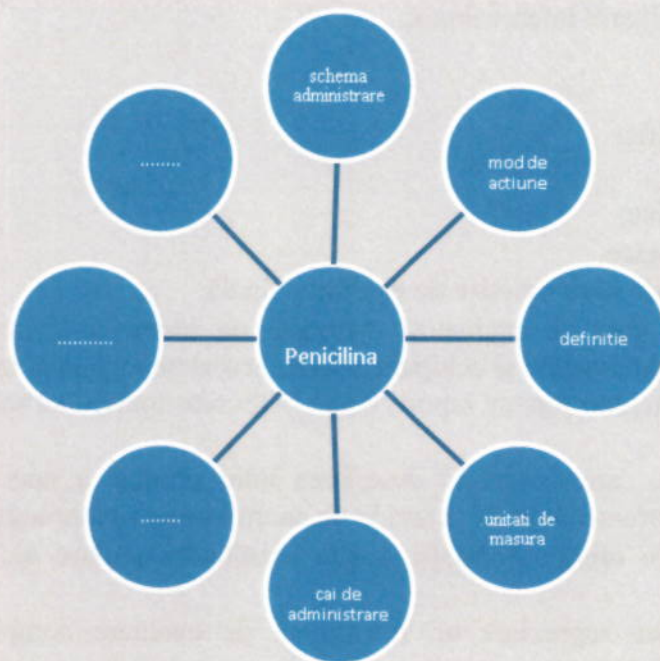 schema
administrare
mod de
actiune
definitie
unitati de
masura
cai de
administrare
........
...........
........
Penicilina